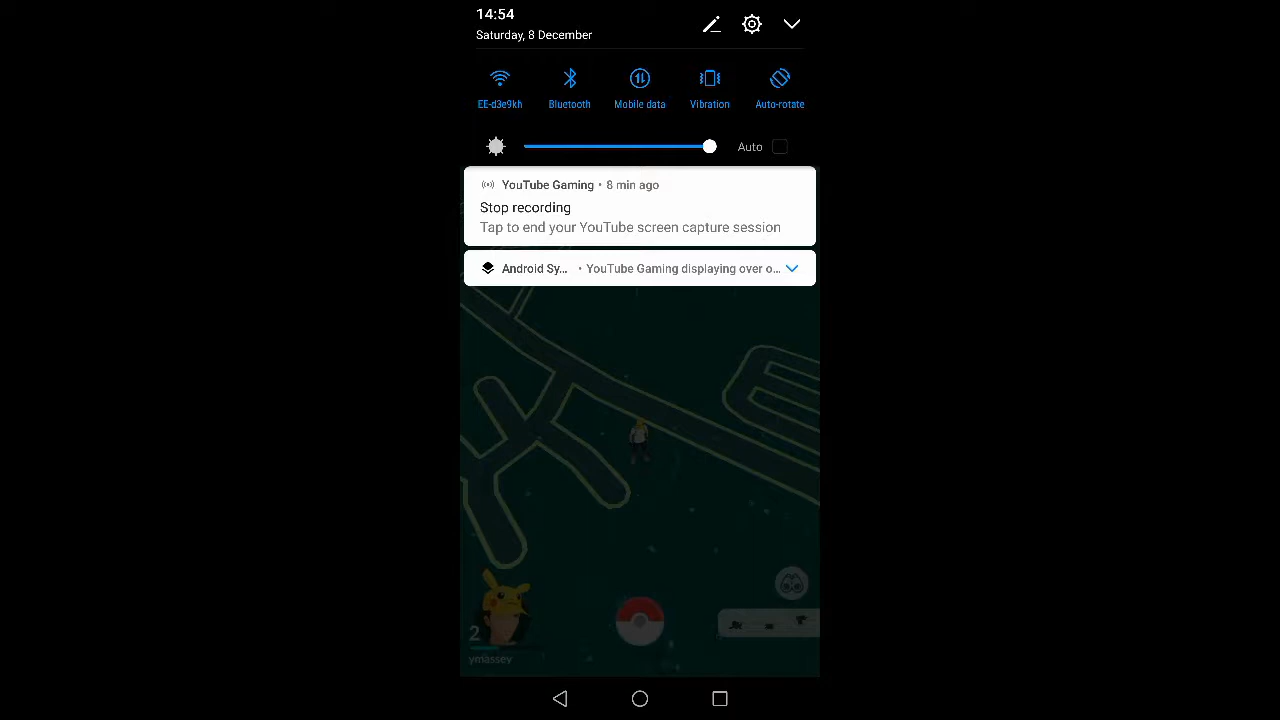 14:54
Saturday, 8 December
EE-d3e9kh Bluetooth Mobile data Vibration Auto-rotate
Auto
YouTube Gaming • 8 min ago
Stop recording
Tap to end your YouTube screen capture session
Android Sy... • YouTube Gaming displaying over o...
2
ymassey